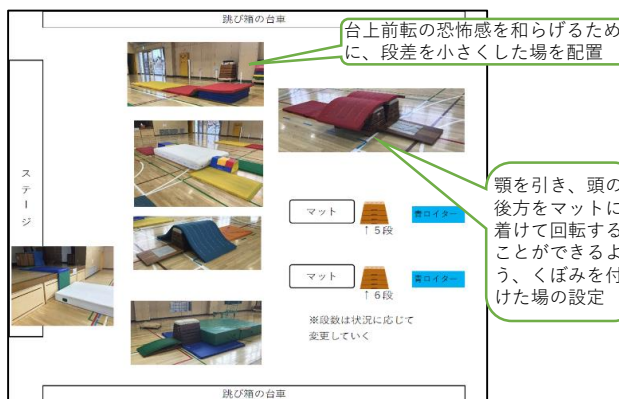 跳び箱の台車
台上前転の恐怖感を和らげるため
に、段差を小さくした場を配置
ステージ
マット
↑5段
青ロイター
マット
↑6段
青ロイター
※段数は状況に応じて
変更していく
顎を引き、頭の
後方をマットに
着けて回転する
ことができるよ
う、くぼみを付
けた場の設定
跳び箱の台車